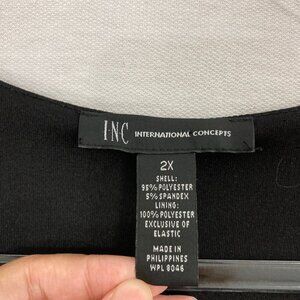 I·N·C INTERNATIONAL CONCEPTS
2X
SHELL:
95% POLYESTER
5% SPANDEX
LINING:
100% POLYESTER
EXCLUSIVE OF
ELASTIC
MADE IN
PHILIPPINES
WPL 8046